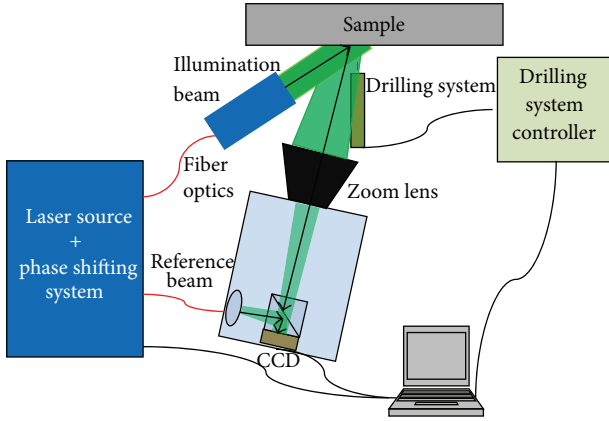 Sample
Illumination
beam
Drilling system
Drilling
system
controller
Fiber
optics
Zoom lens
Laser source
+
phase shifting
system
Reference
beam
CCD